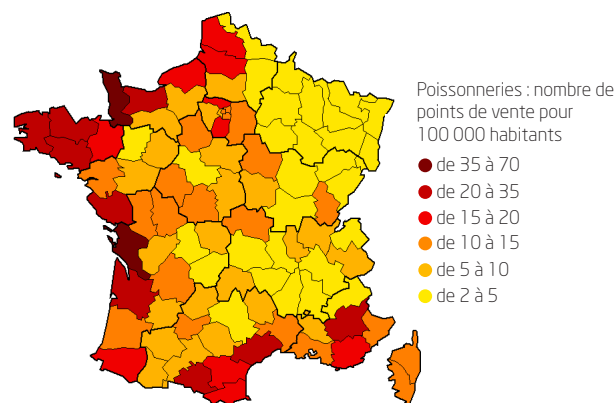 Poissonneries : nombre de
points de vente pour
100 000 habitants
de 35 à 70
de 20 à 35
de 15 à 20
de 10 à 15
de 5 à 10
de 2 à 5